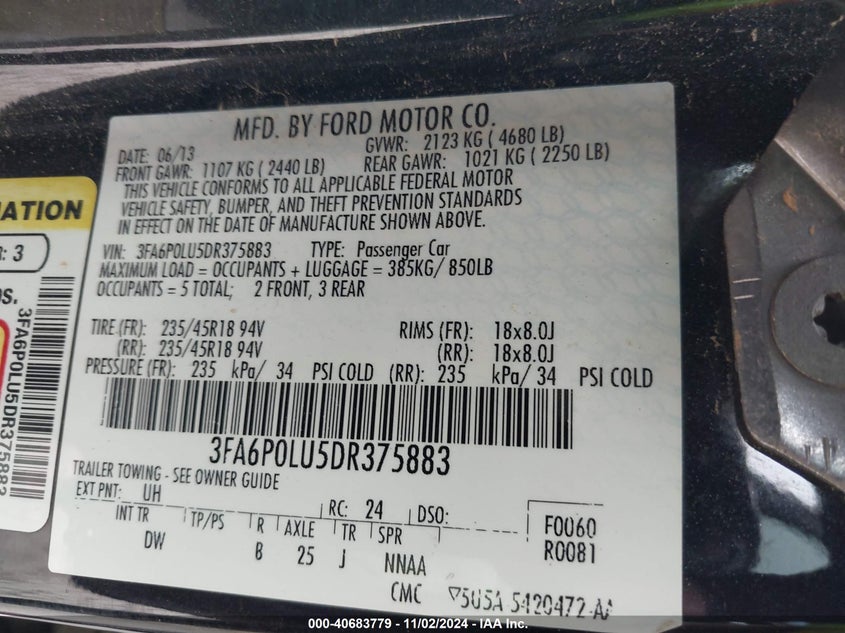 MFD. BY FORD MOTOR CO.
DATE: 06/13 GVWR: 2123 KG ( 4680 LB)
FRONT GAWR: 1107 KG ( 2440 LB) REAR GAWR: 1021 KG ( 2250 LB)
THIS VEHICLE CONFORMS TO ALL APPLICABLE FEDERAL MOTOR
VEHICLE SAFETY, BUMPER, AND THEFT PREVENTION STANDARDS
IN EFFECT ON THE DATE OF MANUFACTURE SHOWN ABOVE.
VIN: 3FA6P0LU5DR375883 TYPE: Passenger Car
MAXIMUM LOAD = OCCUPANTS + LUGGAGE = 385KG/ 850LB
OCCUPANTS = 5 TOTAL; 2 FRONT, 3 REAR
TIRE (FR): 235/45R18 94V RIMS (FR): 18x8.0J
(RR): 235/45R18 94V (RR): 18x8.0J
PRESSURE (FR): 235 kPa/ 34 PSI COLD (RR): 235 kPa/ 34 PSI COLD
3FA6P0LU5DR375883
TRAILER TOWING - SEE OWNER GUIDE
EXT PNT: UH RC: 24 DSO: F0060
INT TR TP/PS R AXLE TR SPR R0081
DW B 25 J NNAA
CMC 5U5A 5420472-AA
3FA6P0LU5DR375883
: 3
000-40683779 - 11/02/2024 - IAA Inc.